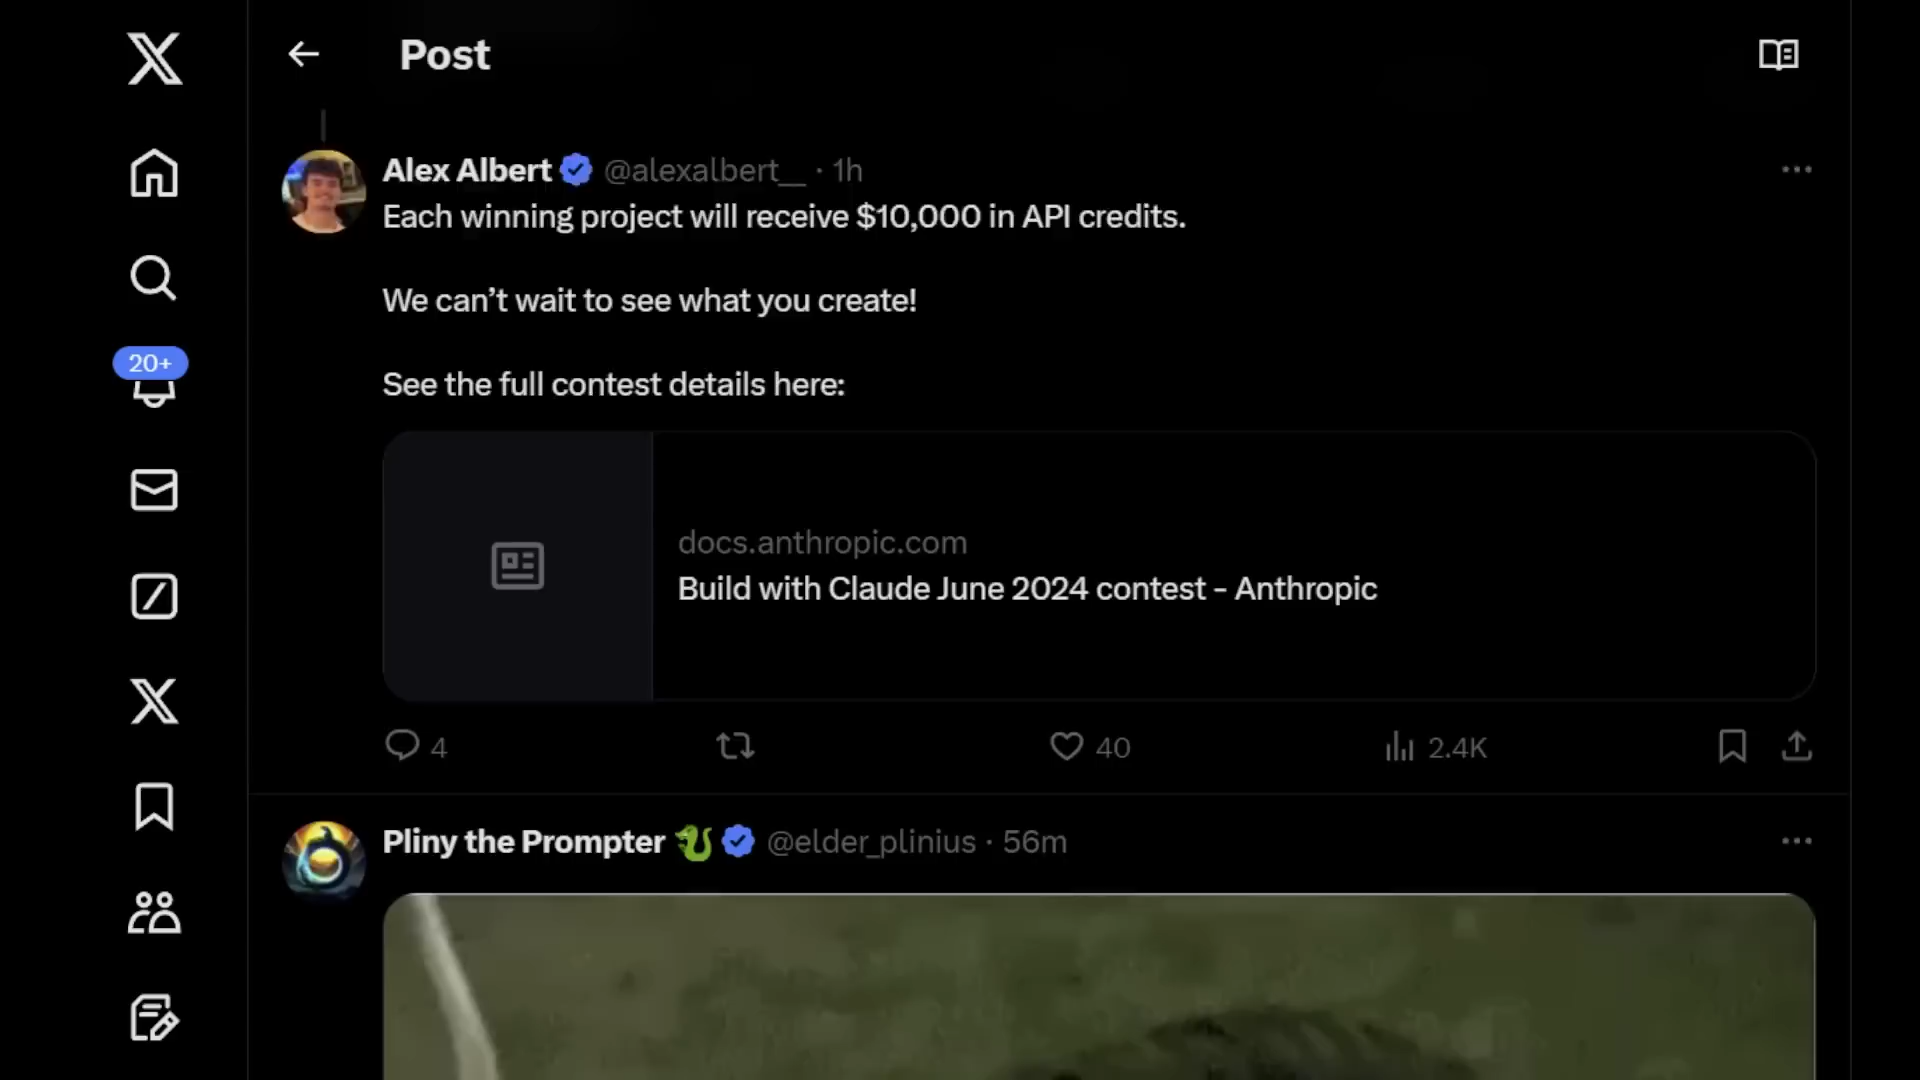 Post
Alex Albert @alexalbert__ · 1h
Each winning project will receive $10,000 in API credits.
We can’t wait to see what you create!
See the full contest details here:
20+
docs.anthropic.com
Build with Claude June 2024 contest - Anthropic
4 40 2.4K
Pliny the Prompter @elder_plinius · 56m